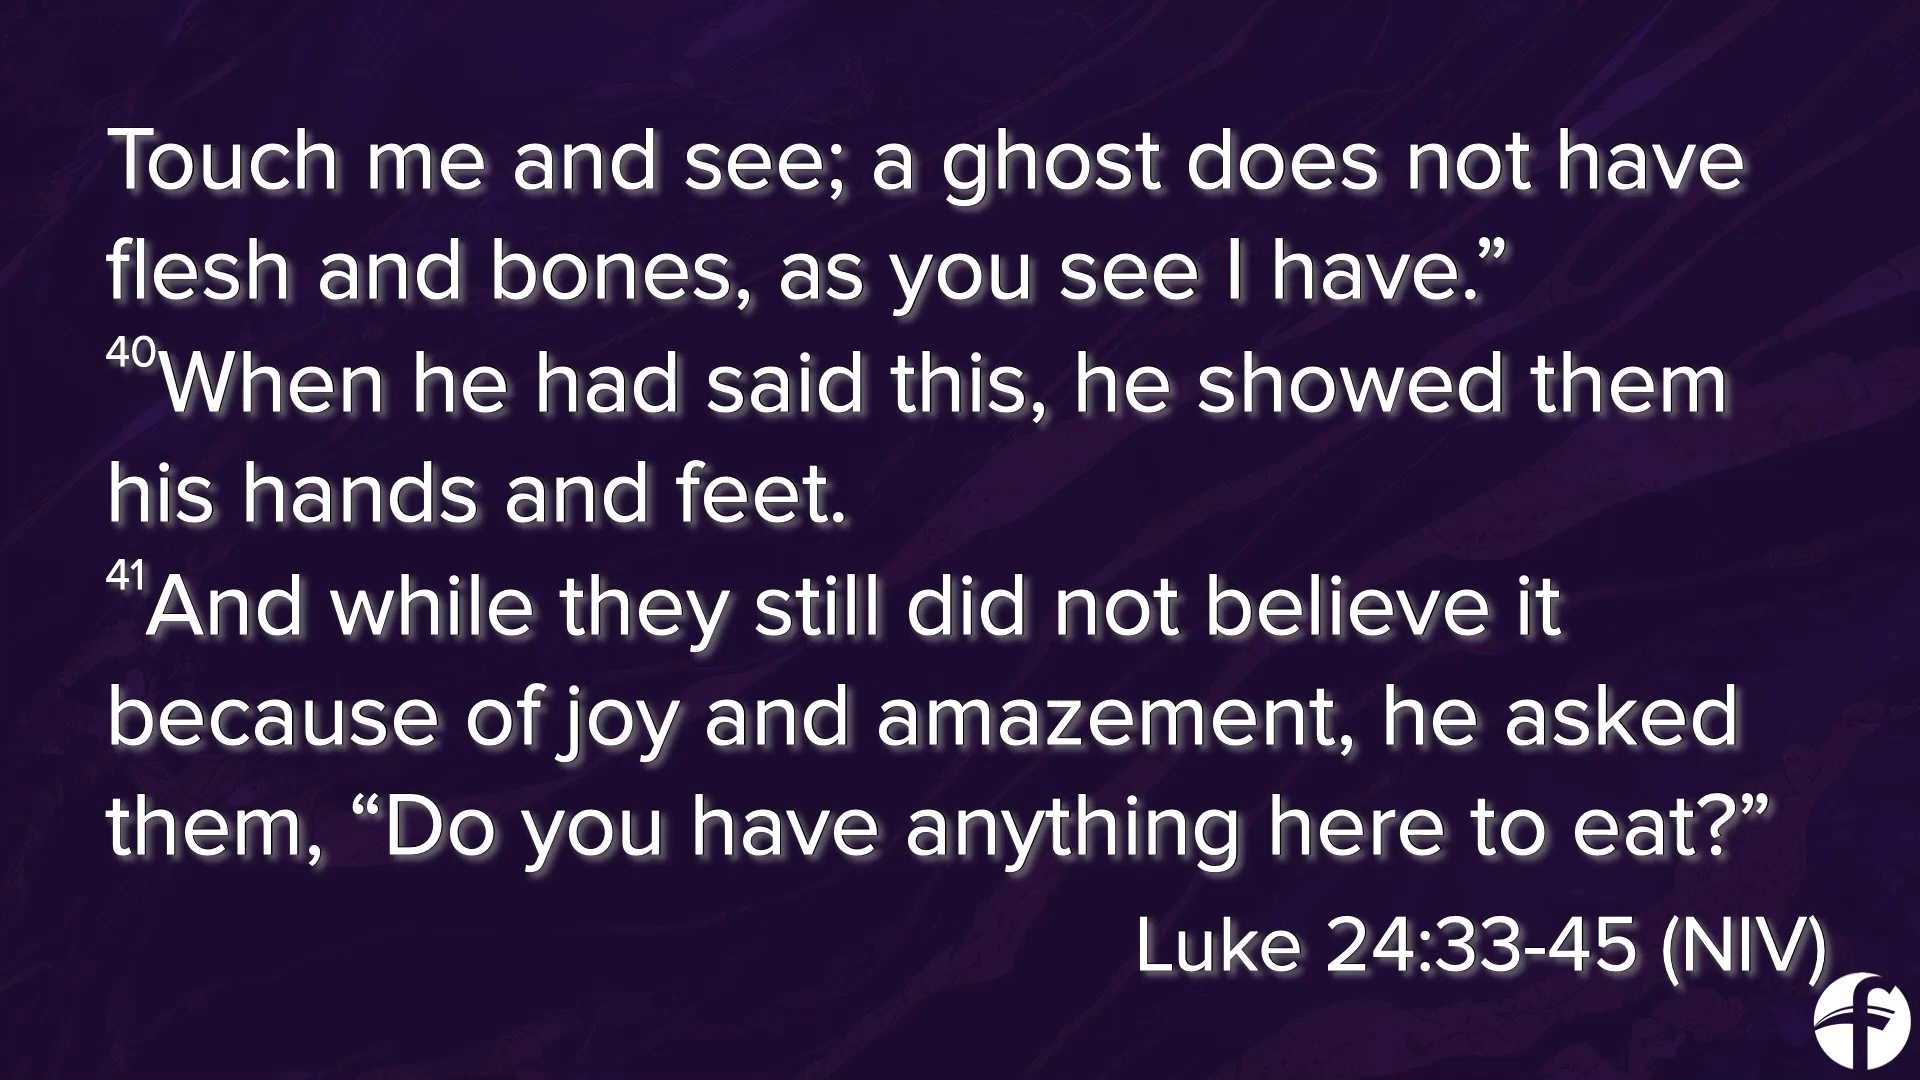 Touch me and see; a ghost does not have
flesh and bones, as you see I have.”
40When he had said this, he showed them
his hands and feet.
41And while they still did not believe it
because of joy and amazement, he asked
them, “Do you have anything here to eat?”
Luke 24:33-45 (NIV)
f